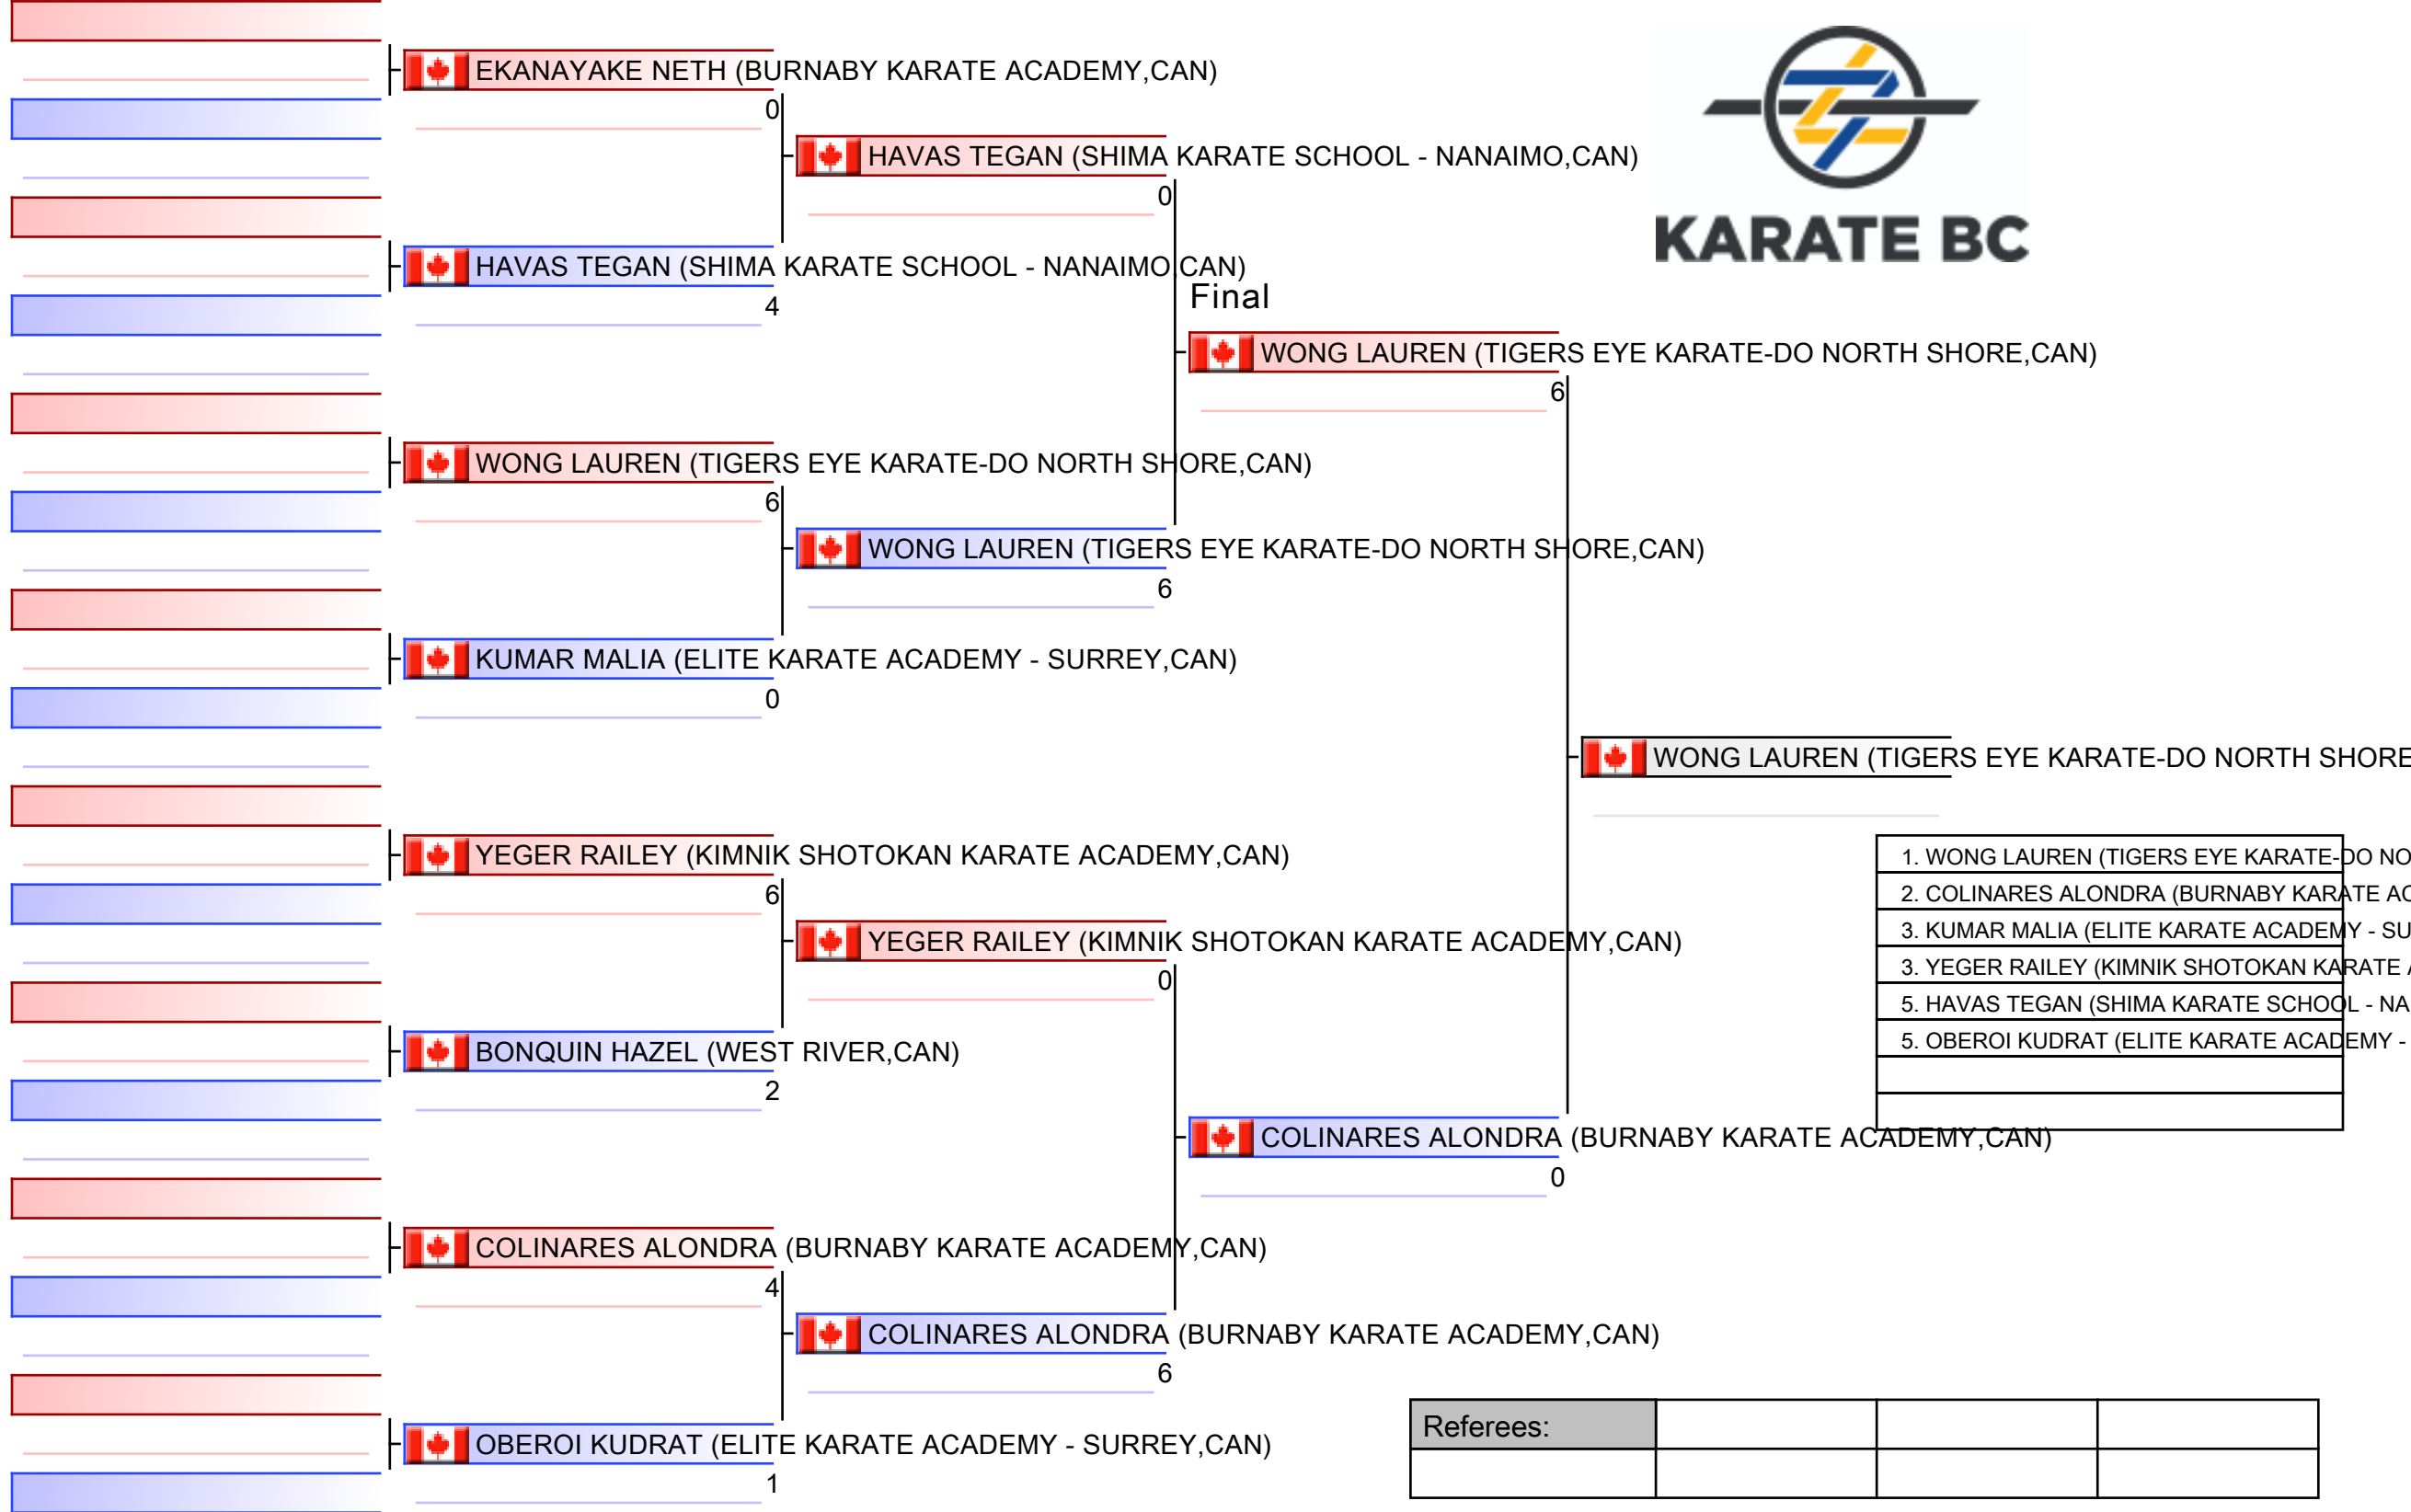 EKANAYAKE NETH (BURNABY KARATE ACADEMY,CAN)
0
HAVAS TEGAN (SHIMA KARATE SCHOOL - NANAIMO,CAN)
0
KARATE BC
HAVAS TEGAN (SHIMA KARATE SCHOOL - NANAIMO,CAN)
4
Final
WONG LAUREN (TIGERS EYE KARATE-DO NORTH SHORE,CAN)
6
WONG LAUREN (TIGERS EYE KARATE-DO NORTH SHORE,CAN)
6
WONG LAUREN (TIGERS EYE KARATE-DO NORTH SHORE,CAN)
6
KUMAR MALIA (ELITE KARATE ACADEMY - SURREY,CAN)
0
WONG LAUREN (TIGERS EYE KARATE-DO NORTH SHORE
YEGER RAILEY (KIMNIK SHOTOKAN KARATE ACADEMY,CAN)
6
YEGER RAILEY (KIMNIK SHOTOKAN KARATE ACADEMY,CAN)
0
1. WONG LAUREN (TIGERS EYE KARATE-DO NO
2. COLINARES ALONDRA (BURNABY KARATE AC
3. KUMAR MALIA (ELITE KARATE ACADEMY - SU
3. YEGER RAILEY (KIMNIK SHOTOKAN KARATE A
5. HAVAS TEGAN (SHIMA KARATE SCHOOL - NA
5. OBEROI KUDRAT (ELITE KARATE ACADEMY -
BONQUIN HAZEL (WEST RIVER,CAN)
2
COLINARES ALONDRA (BURNABY KARATE ACADEMY,CAN)
0
COLINARES ALONDRA (BURNABY KARATE ACADEMY,CAN)
4
COLINARES ALONDRA (BURNABY KARATE ACADEMY,CAN)
6
OBEROI KUDRAT (ELITE KARATE ACADEMY - SURREY,CAN)
1
Referees: